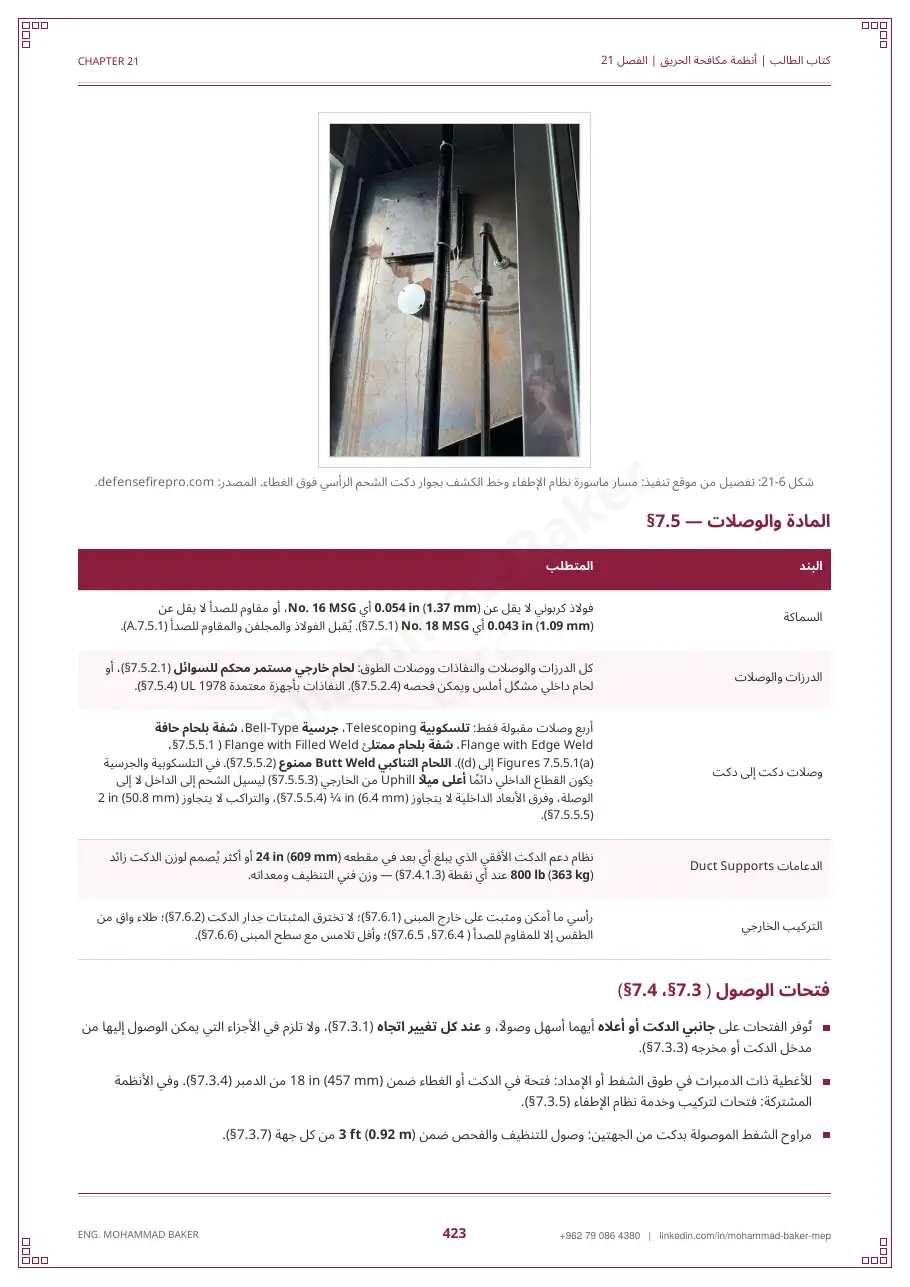 كتاب الطالب | أنظمة مكافحة الحريق | الفصل 21
CHAPTER 21
شكل 21-6: تفصيل من موقع تنفيذ: مسار ماسورة نظام الإطفاء وخط الكشف بجوار دكت الشحم الرأسي فوق الغطاء. المصدر: defensefirepro.com.
المادة والوصلات — §7.5
البند
المتطلب
السماكة
فولاذ كربوني لا يقل عن 0.054 in (1.37 mm) أي No. 16 MSG، أو مقاوم للصدأ لا يقل عن
0.043 in (1.09 mm) أي No. 18 MSG (§7.5.1). يُقبل الفولاذ والمجلفن والمقاوم للصدأ (A.7.5.1).
الدرزات والوصلات
كل الدرزات والوصلات والنفاذات ووصلات الطوق: لحام خارجي مستمر محكم للسوائل (§7.5.2.1)، أو
لحام داخلي مشكّل أملس ويمكن فحصه (§7.5.2.4). النفاذات بأجهزة معتمدة UL 1978 (§7.5.4).
وصلات دكت إلى دكت
أربع وصلات مقبولة فقط: تلسكوبية Telescoping، جرسية Bell-Type، شفة بلحام حافة
Flange with Edge Weld، شفة بلحام ممتلئ Flange with Filled Weld (§7.5.5.1،
Figures 7.5.5.1(a) إلى (d)). اللحام التناكبي Butt Weld ممنوع (§7.5.5.2). في التلسكوبية والجرسية
يكون القطاع الداخلي دائمًا أعلى ميلًا Uphill من الخارجي (§7.5.5.3) ليسيل الشحم إلى الداخل لا إلى
الوصلة، وفرق الأبعاد الداخلية لا يتجاوز ¼ in (6.4 mm) (§7.5.5.4)، والتراكب لا يتجاوز 2 in (50.8 mm)
(§7.5.5.5).
الدعامات Duct Supports
نظام دعم الدكت الأفقي الذي يبلغ أي بعد في مقطعه 24 in (609 mm) أو أكثر يُصمم لوزن الدكت زائد
800 lb (363 kg) عند أي نقطة (§7.4.1.3) — وزن فني التنظيف ومعداته.
التركيب الخارجي
رأسي ما أمكن ومثبت على خارج المبنى (§7.6.1)؛ لا تخترق المثبتات جدار الدكت (§7.6.2)؛ طلاء واق من
الطقس إلا للمقاوم للصدأ (§7.6.4، §7.6.5)؛ وأقل تلامس مع سطح المبنى (§7.6.6).
فتحات الوصول (§7.3، §7.4)
تُوفر الفتحات على جانبي الدكت أو أعلاه أيهما أسهل وصولًا، و عند كل تغيير اتجاه (§7.3.1)، ولا تلزم في الأجزاء التي يمكن الوصول إليها من
مدخل الدكت أو مخرجه (§7.3.3).
للأغطية ذات الدمبرات في طوق الشفط أو الإمداد: فتحة في الدكت أو الغطاء ضمن 18 in (457 mm) من الدمبر (§7.3.4). وفي الأنظمة
المشتركة: فتحات لتركيب وخدمة نظام الإطفاء (§7.3.5).
مراوح الشفط الموصولة بدكت من الجهتين: وصول للتنظيف والفحص ضمن 3 ft (0.92 m) من كل جهة (§7.3.7).
ENG. MOHAMMAD BAKER
423
+962 79 086 4380 | linkedin.com/in/mohammad-baker-mep